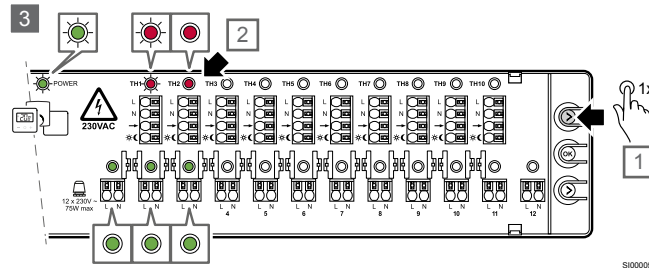 3
2
POWER
TH1 TH2 TH3 TH4 TH5 TH6 TH7 TH8 TH9 TH10
1x
L
N
230VAC
OK
1
12 x 230V ~
75W max
L N L N L N L N L N L N L N L N L N L N L N
4 5 6 7 8 9 10 11 12